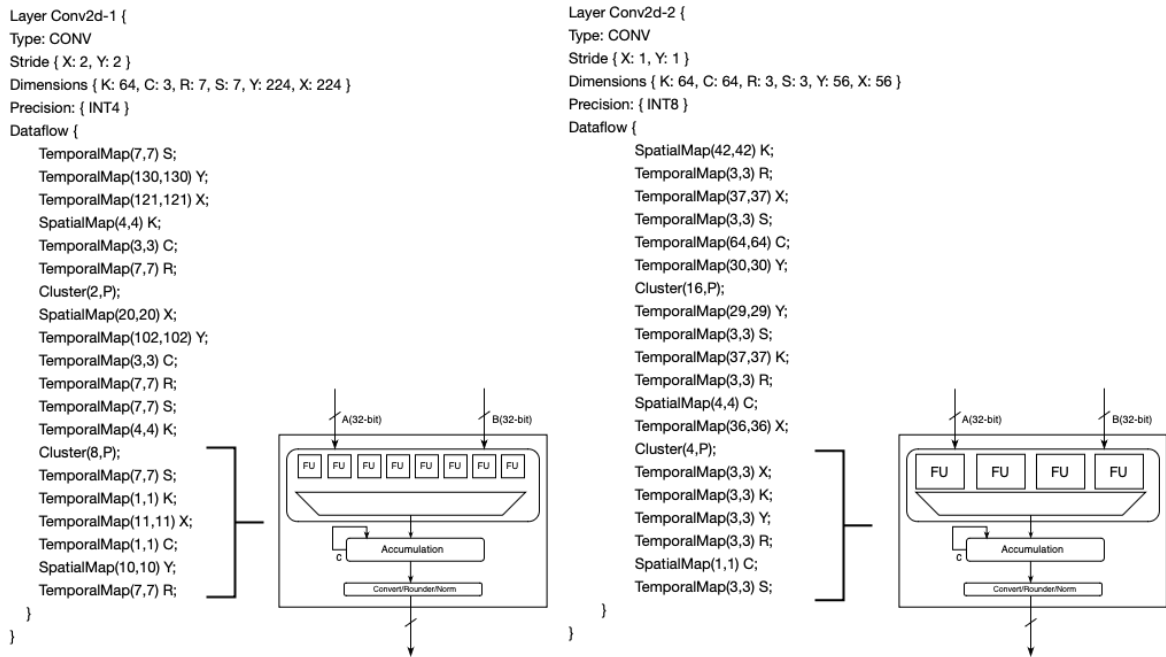 Layer Conv2d-1 {
Type: CONV
Stride { X: 2, Y: 2 }
Dimensions { K: 64, C: 3, R: 7, S: 7, Y: 224, X: 224 }
Precision: { INT4 }
Dataflow {
TemporalMap(7,7) S;
TemporalMap(130,130) Y;
TemporalMap(121,121) X;
SpatialMap(4,4) K;
TemporalMap(3,3) C;
TemporalMap(7,7) R;
Cluster(2,P);
SpatialMap(20,20) X;
TemporalMap(102,102) Y;
TemporalMap(3,3) C;
TemporalMap(7,7) R;
TemporalMap(7,7) S;
TemporalMap(4,4) K;
Cluster(8,P);
TemporalMap(7,7) S;
TemporalMap(1,1) K;
TemporalMap(11,11) X;
TemporalMap(1,1) C;
SpatialMap(10,10) Y;
TemporalMap(7,7) R;
}
}
A(32-bit)
B(32-bit)
FU FU FU FU FU FU FU FU
C
Accumulation
Convert/Rounder/Norm
Layer Conv2d-2 {
Type: CONV
Stride { X: 1, Y: 1 }
Dimensions { K: 64, C: 64, R: 3, S: 3, Y: 56, X: 56 }
Precision: { INT8 }
Dataflow {
SpatialMap(42,42) K;
TemporalMap(3,3) R;
TemporalMap(37,37) X;
TemporalMap(3,3) S;
TemporalMap(64,64) C;
TemporalMap(30,30) Y;
Cluster(16,P);
TemporalMap(29,29) Y;
TemporalMap(3,3) S;
TemporalMap(37,37) K;
TemporalMap(3,3) R;
SpatialMap(4,4) C;
TemporalMap(36,36) X;
Cluster(4,P);
TemporalMap(3,3) X;
TemporalMap(3,3) K;
TemporalMap(3,3) Y;
TemporalMap(3,3) R;
SpatialMap(1,1) C;
TemporalMap(3,3) S;
}
}
A(32-bit)
B(32-bit)
FU FU FU FU
C
Accumulation
Convert/Rounder/Norm